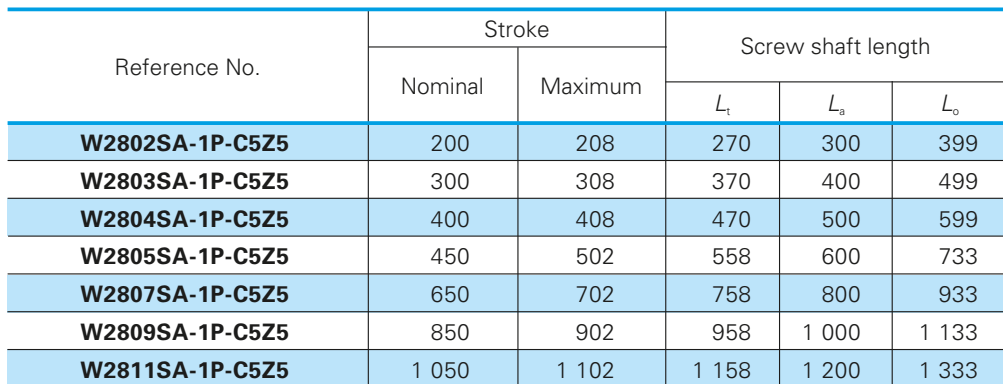 Reference No. Stroke Screw shaft length
Nominal Maximum Lt La Lo
W2802SA-1P-C5Z5 200 208 270 300 399
W2803SA-1P-C5Z5 300 308 370 400 499
W2804SA-1P-C5Z5 400 408 470 500 599
W2805SA-1P-C5Z5 450 502 558 600 733
W2807SA-1P-C5Z5 650 702 758 800 933
W2809SA-1P-C5Z5 850 902 958 1 000 1 133
W2811SA-1P-C5Z5 1 050 1 102 1 158 1 200 1 333